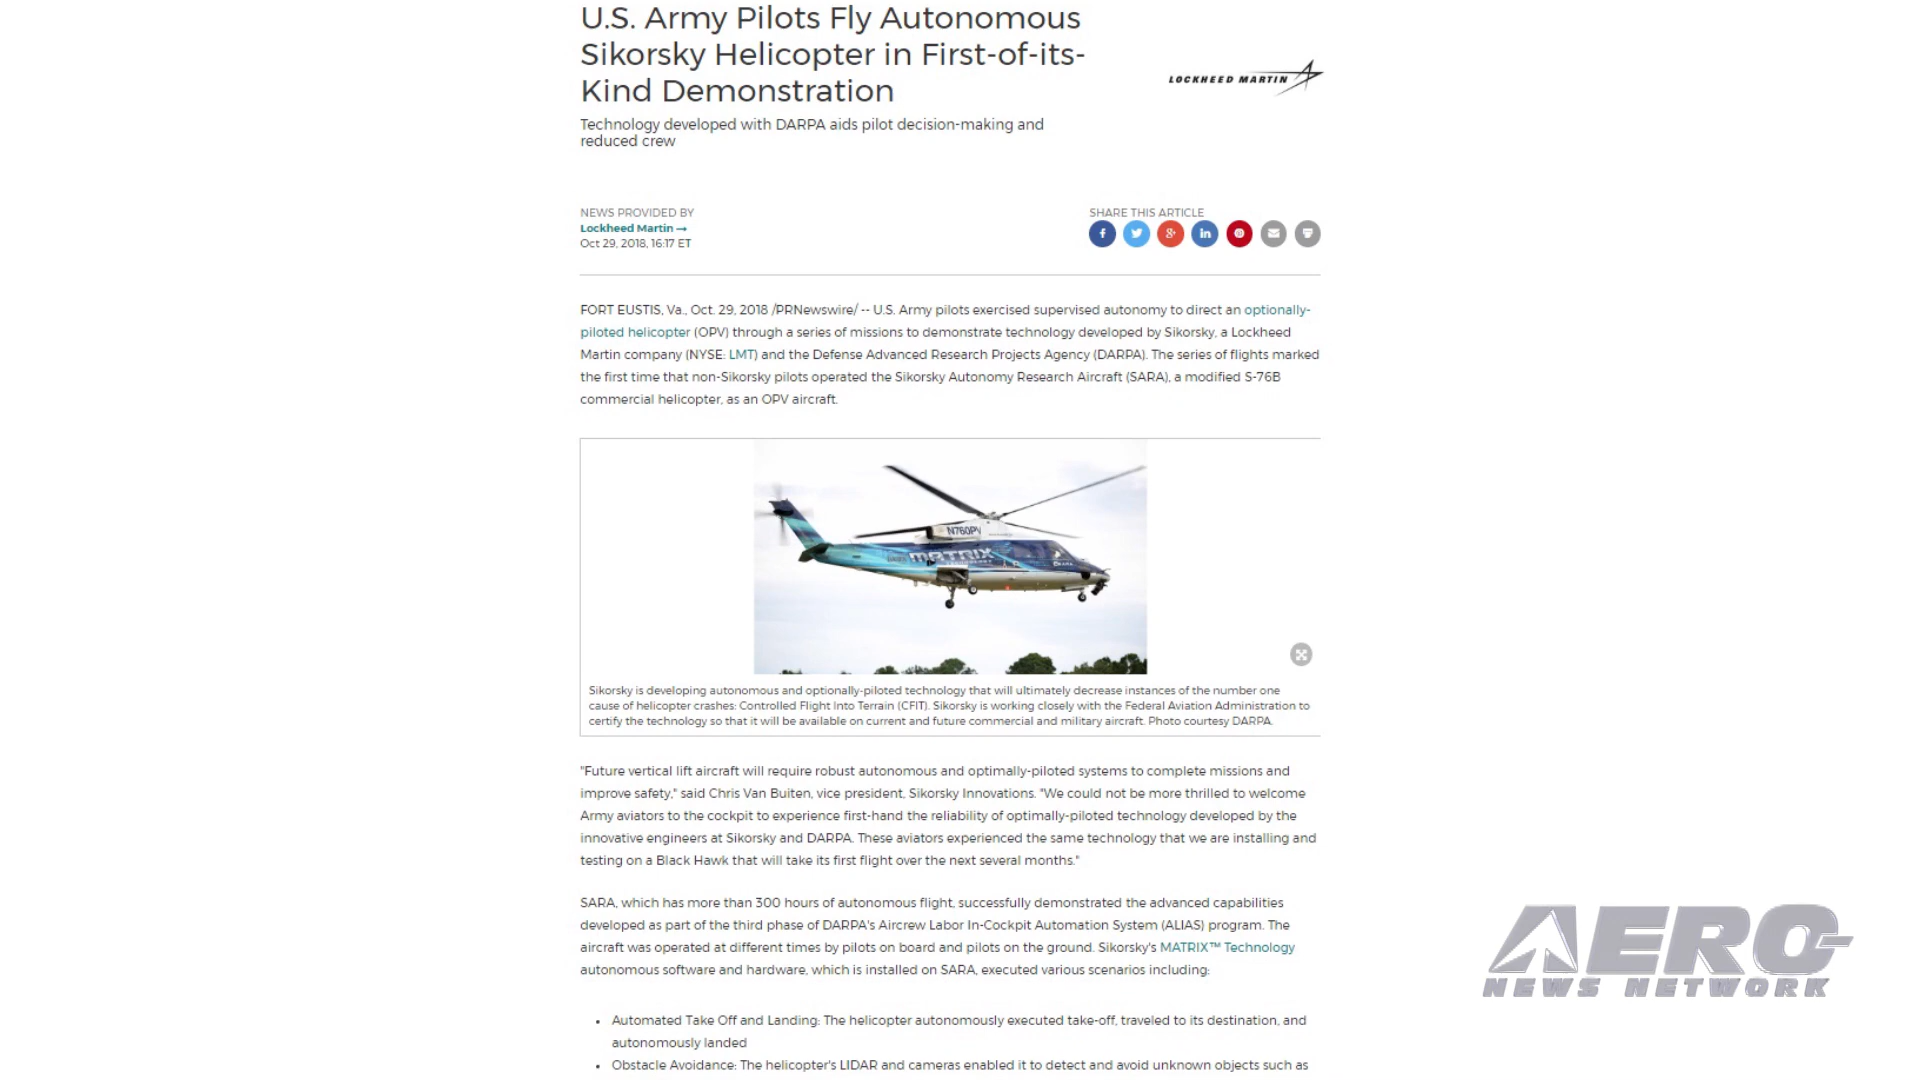 U.S. Army Pilots Fly Autonomous
Sikorsky Helicopter in First-of-its-
Kind Demonstration
LOCKHEED MARTIN
Technology developed with DARPA aids pilot decision-making and
reduced crew
NEWS PROVIDED BY
Lockheed Martin →
Oct 29, 2018, 16:17 ET
SHARE THIS ARTICLE
FORT EUSTIS, Va., Oct. 29, 2018 /PRNewswire/ -- U.S. Army pilots exercised supervised autonomy to direct an optionally-
piloted helicopter (OPV) through a series of missions to demonstrate technology developed by Sikorsky, a Lockheed
Martin company (NYSE: LMT) and the Defense Advanced Research Projects Agency (DARPA). The series of flights marked
the first time that non-Sikorsky pilots operated the Sikorsky Autonomy Research Aircraft (SARA), a modified S-76B
commercial helicopter, as an OPV aircraft.
N760PV
MATRIX
Sikorsky is developing autonomous and optionally-piloted technology that will ultimately decrease instances of the number one
cause of helicopter crashes: Controlled Flight Into Terrain (CFIT). Sikorsky is working closely with the Federal Aviation Administration to
certify the technology so that it will be available on current and future commercial and military aircraft. Photo courtesy DARPA.
"Future vertical lift aircraft will require robust autonomous and optimally-piloted systems to complete missions and
improve safety," said Chris Van Buiten, vice president, Sikorsky Innovations. "We could not be more thrilled to welcome
Army aviators to the cockpit to experience first-hand the reliability of optimally-piloted technology developed by the
innovative engineers at Sikorsky and DARPA. These aviators experienced the same technology that we are installing and
testing on a Black Hawk that will take its first flight over the next several months."
SARA, which has more than 300 hours of autonomous flight, successfully demonstrated the advanced capabilities
developed as part of the third phase of DARPA's Aircrew Labor In-Cockpit Automation System (ALIAS) program. The
aircraft was operated at different times by pilots on board and pilots on the ground. Sikorsky's MATRIX™ Technology
autonomous software and hardware, which is installed on SARA, executed various scenarios including:
• Automated Take Off and Landing: The helicopter autonomously executed take-off, traveled to its destination, and
autonomously landed
• Obstacle Avoidance: The helicopter's LIDAR and cameras enabled it to detect and avoid unknown objects such as
AERO-
NEWS NETWORK